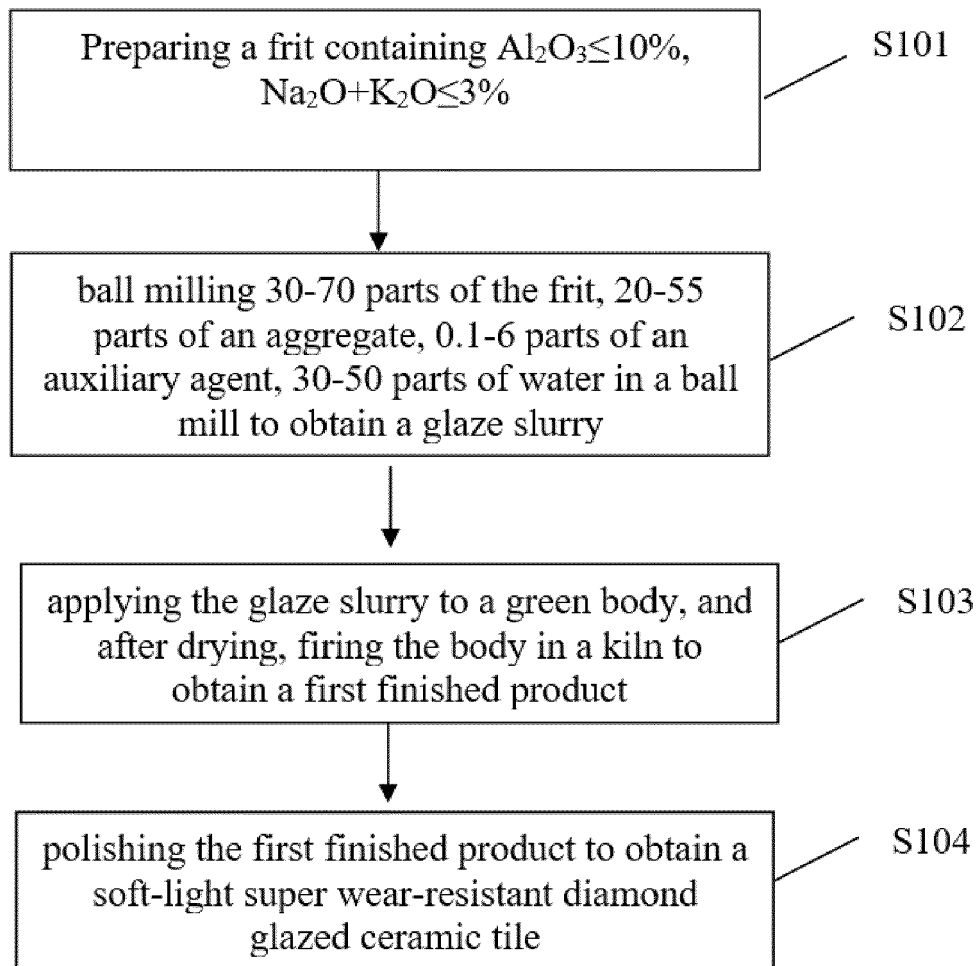 Preparing a frit containing Al₂O₃≤10%,
Na₂O+K₂O≤3%
S101
ball milling 30-70 parts of the frit, 20-55
parts of an aggregate, 0.1-6 parts of an
auxiliary agent, 30-50 parts of water in a ball
mill to obtain a glaze slurry
S102
applying the glaze slurry to a green body, and
after drying, firing the body in a kiln to
obtain a first finished product
S103
polishing the first finished product to obtain a
soft-light super wear-resistant diamond
glazed ceramic tile
S104